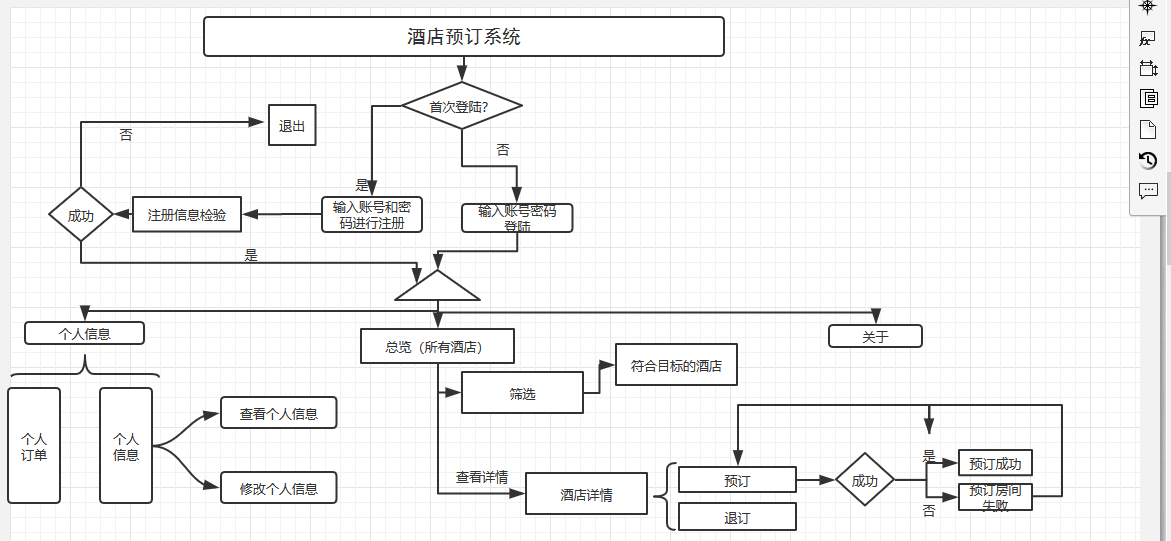 酒店预订系统
首次登陆?
退出
否
否
是
成功
注册信息检验
输入账号和密
码进行注册
输入账号密码
登陆
是
个人信息
总览（所有酒店）
关于
符合目标的酒店
筛选
个人
订单
个人
信息
查看个人信息
修改个人信息
查看详情
酒店详情
预订
退订
成功
是
否
预订成功
预订房间
失败